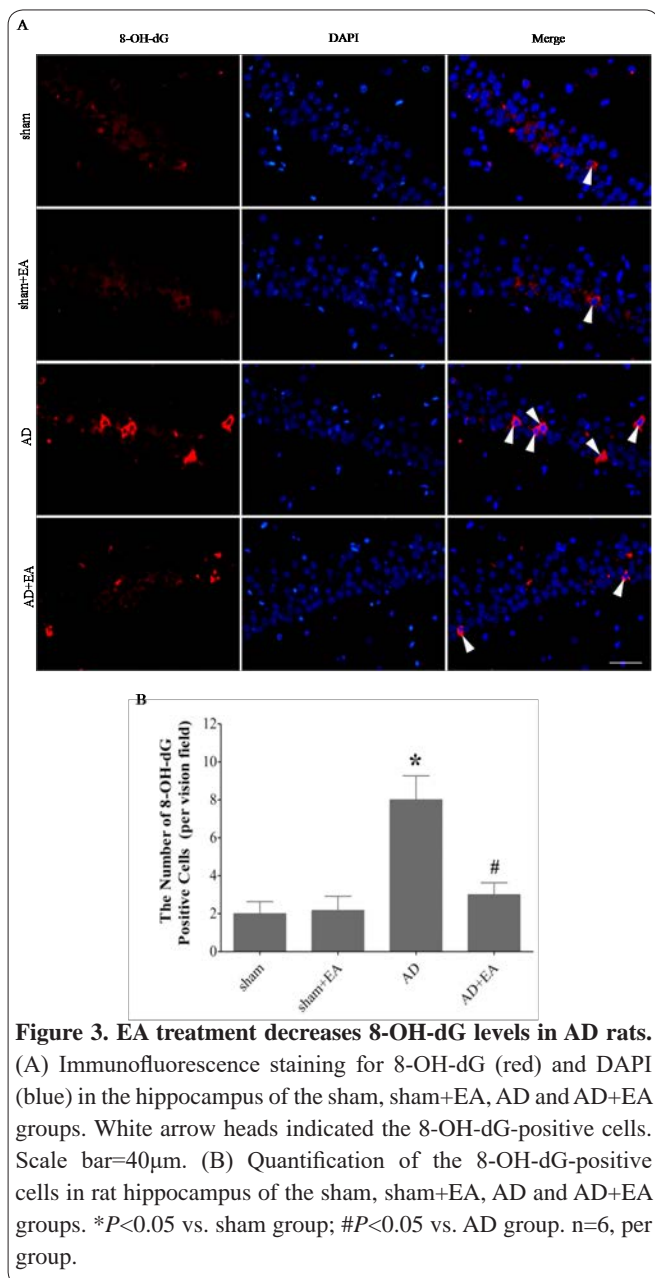 A
8-OH-dG DAPI Merge
sham
sham+EA
AD
AD+EA
B
The Number of 8-OH-dG
Positive Cells (per vision field)
12
10
8
6
4
2
0
*
#
sham sham+EA AD AD+EA
Figure 3. EA treatment decreases 8-OH-dG levels in AD rats.
(A) Immunofluorescence staining for 8-OH-dG (red) and DAPI
(blue) in the hippocampus of the sham, sham+EA, AD and AD+EA
groups. White arrow heads indicated the 8-OH-dG-positive cells.
Scale bar=40μm. (B) Quantification of the 8-OH-dG-positive
cells in rat hippocampus of the sham, sham+EA, AD and AD+EA
groups. *P<0.05 vs. sham group; #P<0.05 vs. AD group. n=6, per
group.